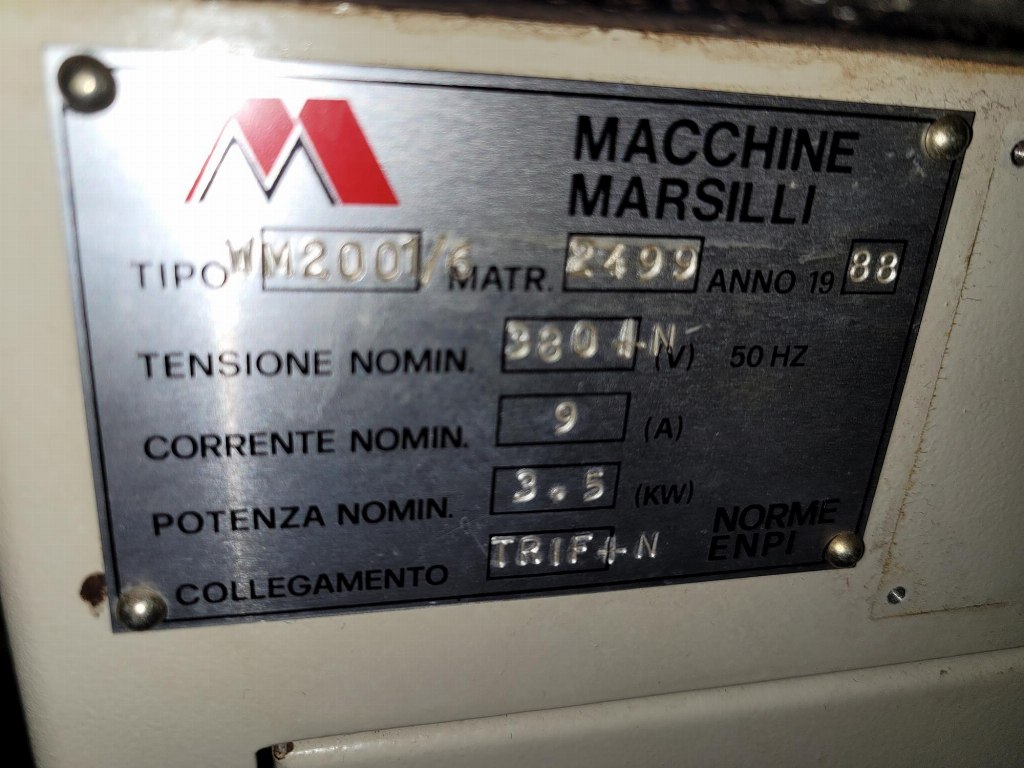 MACCHINE
MARSILLI
TIPO WM2001/6 MATR. 2499 ANNO 19 88
TENSIONE NOMIN. 380+N (V) 50 HZ
CORRENTE NOMIN. 9 (A)
POTENZA NOMIN. 3.5 (KW)
COLLEGAMENTO TRIF+N
NORME
ENPI